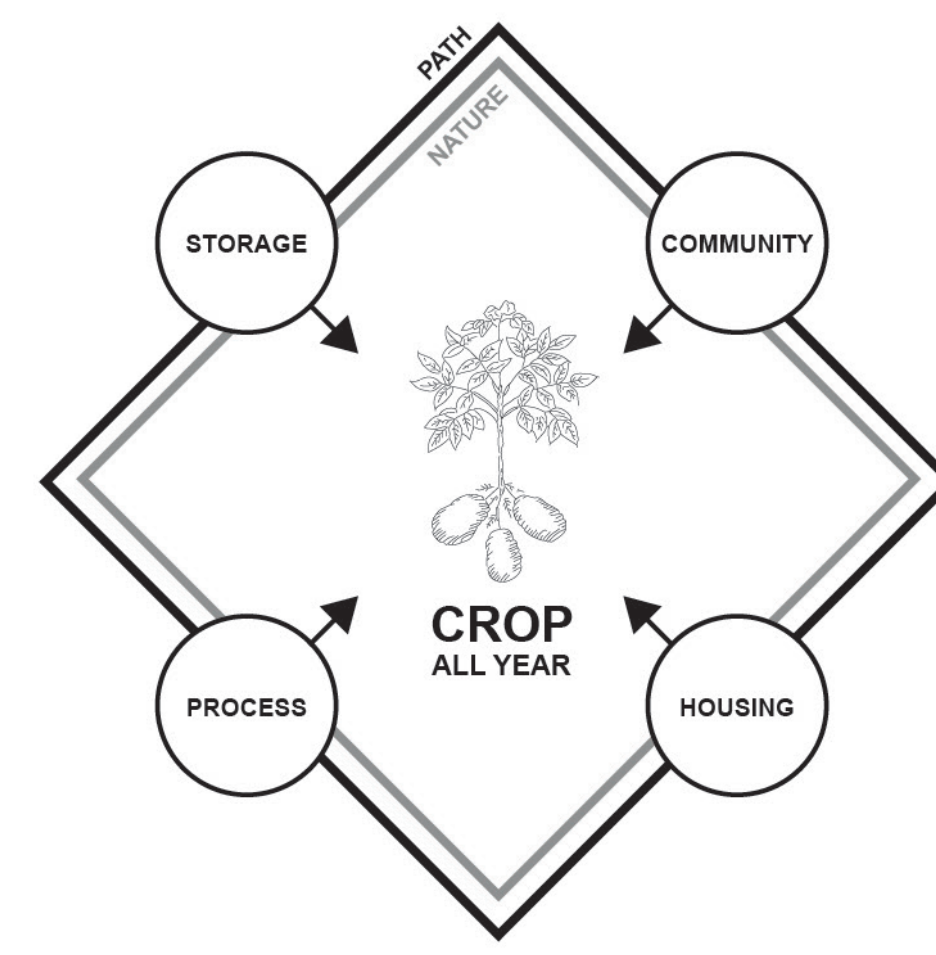 PATH
NATURE
STORAGE
COMMUNITY
CROP
ALL YEAR
PROCESS
HOUSING